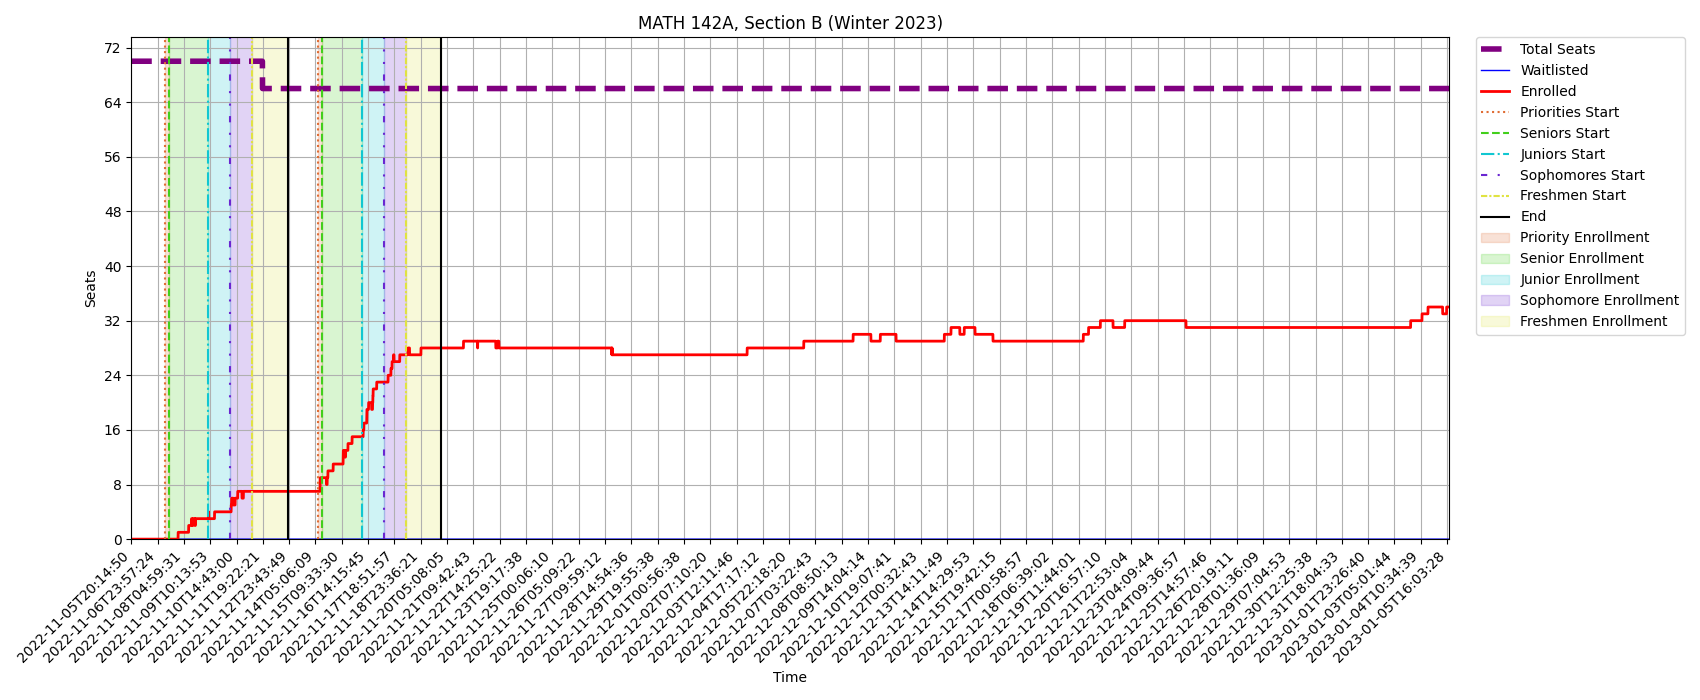 MATH 142A, Section B (Winter 2023)
Seats
72
64
56
48
40
32
24
16
8
0
2022-11-05T20:14:50
2022-11-06T23:57:24
2022-11-08T04:59:31
2022-11-09T10:13:53
2022-11-10T14:43:00
2022-11-11T19:22:21
2022-11-12T23:43:49
2022-11-14T05:06:09
2022-11-15T09:33:30
2022-11-16T14:15:45
2022-11-17T18:51:57
2022-11-18T23:36:21
2022-11-20T05:08:05
2022-11-21T09:42:43
2022-11-22T14:25:22
2022-11-23T19:17:38
2022-11-25T00:06:10
2022-11-26T05:09:22
2022-11-27T09:59:12
2022-11-28T14:54:36
2022-11-29T19:55:38
2022-12-01T00:56:38
2022-12-02T07:10:20
2022-12-03T12:11:46
2022-12-04T17:17:12
2022-12-05T22:18:20
2022-12-07T03:22:43
2022-12-08T08:50:13
2022-12-09T14:04:14
2022-12-10T19:07:41
2022-12-12T00:32:43
2022-12-13T14:11:49
2022-12-14T14:29:53
2022-12-15T19:42:15
2022-12-17T00:58:57
2022-12-18T06:39:02
2022-12-19T11:44:01
2022-12-20T16:57:10
2022-12-21T22:53:04
2022-12-23T04:09:44
2022-12-24T09:36:57
2022-12-25T14:57:46
2022-12-26T20:19:11
2022-12-28T01:36:09
2022-12-29T07:04:53
2022-12-30T12:25:38
2022-12-31T18:04:33
2023-01-01T23:26:40
2023-01-03T05:01:44
2023-01-04T10:34:39
2023-01-05T16:03:28
Time
Total Seats
Waitlisted
Enrolled
Priorities Start
Seniors Start
Juniors Start
Sophomores Start
Freshmen Start
End
Priority Enrollment
Senior Enrollment
Junior Enrollment
Sophomore Enrollment
Freshmen Enrollment